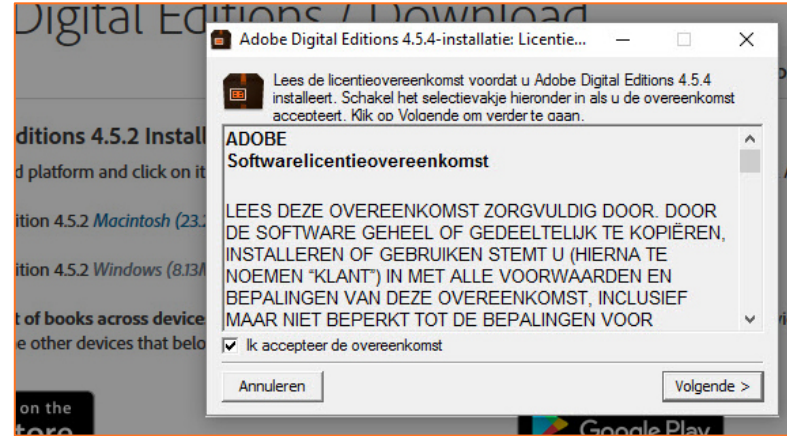 Digital Editions / Download
Adobe Digital Editions 4.5.4-installatie: Licentie...
Lees de licentieovereenkomst voordat u Adobe Digital Editions 4.5.4
installeert. Schakel het selectievakje hieronder in als u de overeenkomst
accepteert. Klik op Volgende om verder te gaan.
ADOBE
Softwarelicentieovereenkomst
LEES DEZE OVEREENKOMST ZORGVULDIG DOOR. DOOR
DE SOFTWARE GEHEEL OF GEDEELTELIJK TE KOPIËREN,
INSTALLEREN OF GEBRUIKEN STEMT U (HIERNA TE
NOEMEN “KLANT”) IN MET ALLE VOORWAARDEN EN
BEPALINGEN VAN DEZE OVEREENKOMST, INCLUSIEF
MAAR NIET BEPERKT TOT DE BEPALINGEN VOOR
Ik accepteer de overeenkomst
Annuleren
Volgende >
ditions 4.5.2 Install
d platform and click on it
ition 4.5.2 Macintosh (23.2
ition 4.5.2 Windows (8.13M
t of books across device
e other devices that belo
on the
tore
Google Play